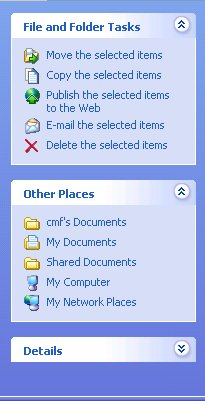 File and Folder Tasks
Move the selected items
Copy the selected items
Publish the selected items
to the Web
E-mail the selected items
Delete the selected items
Other Places
cmf's Documents
My Documents
Shared Documents
My Computer
My Network Places
Details